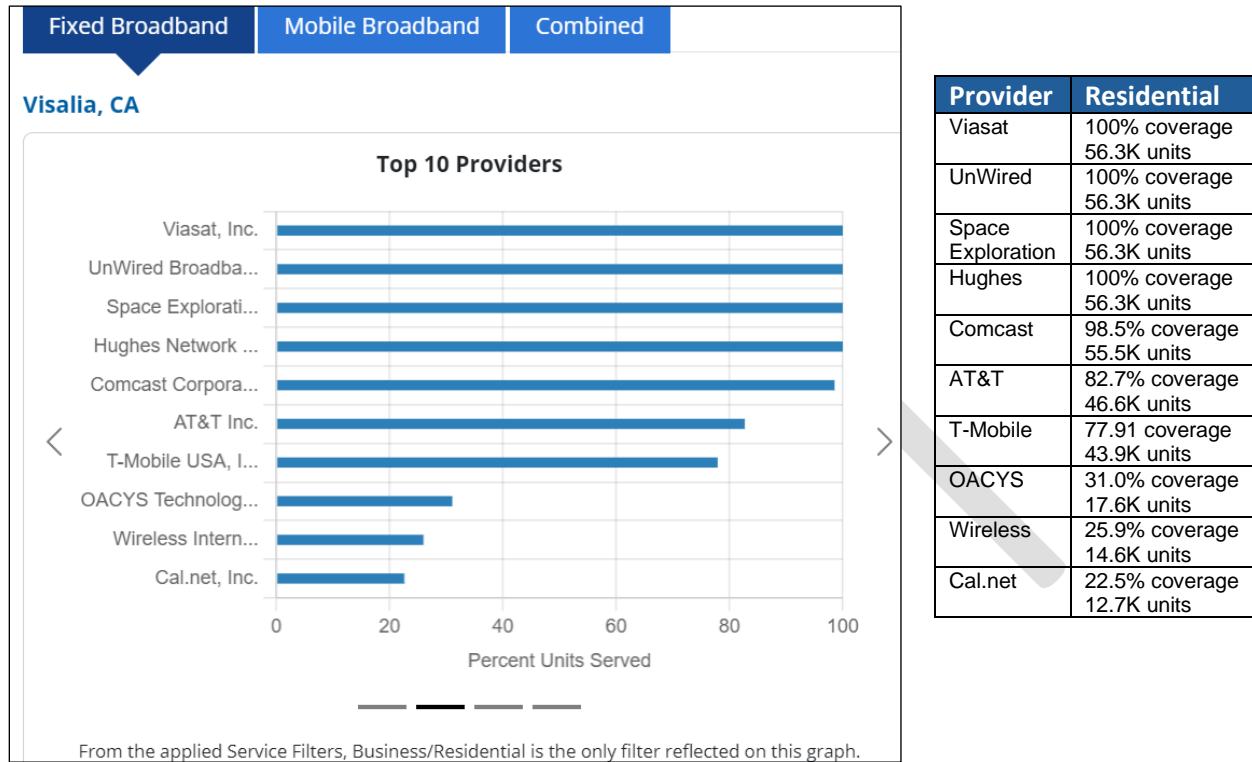 Fixed Broadband
Mobile Broadband
Combined
Visalia, CA
Top 10 Providers
Viasat, Inc.
UnWired Broadba...
Space Explorati...
Hughes Network ...
Comcast Corpora...
AT&T Inc.
T-Mobile USA, I...
OACYS Technolog...
Wireless Intern...
Cal.net, Inc.
0 20 40 60 80 100
Percent Units Served
From the applied Service Filters, Business/Residential is the only filter reflected on this graph.
Provider Residential
Viasat 100% coverage
56.3K units
UnWired 100% coverage
56.3K units
Space 100% coverage
Exploration 56.3K units
Hughes 100% coverage
56.3K units
Comcast 98.5% coverage
55.5K units
AT&T 82.7% coverage
46.6K units
T-Mobile 77.91 coverage
43.9K units
OACYS 31.0% coverage
17.6K units
Wireless 25.9% coverage
14.6K units
Cal.net 22.5% coverage
12.7K units